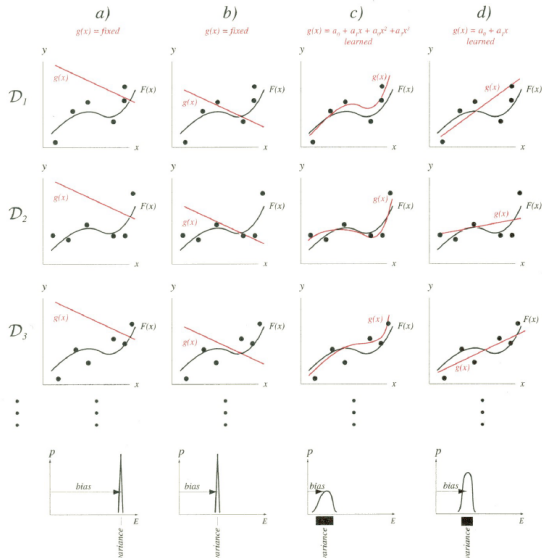 a)
b)
c)
d)
g(x) = fixed
g(x) = fixed
g(x) = a₀ + a₁x + a₀x² +a₃x³
learned
g(x) = a₀ + a₁x
learned
D₁
y
g(x)
F(x)
x
y
g(x)
F(x)
x
y
g(x)
F(x)
x
y
g(x)
F(x)
x
D₂
y
g(x)
F(x)
x
y
g(x)
F(x)
x
y
g(x)
F(x)
x
y
g(x)
F(x)
x
D₃
y
g(x)
F(x)
x
y
g(x)
F(x)
x
y
g(x)
F(x)
x
y
g(x)
F(x)
x
p
bias
E
variance
p
bias
E
variance
p
bias
E
variance
p
bias
E
variance